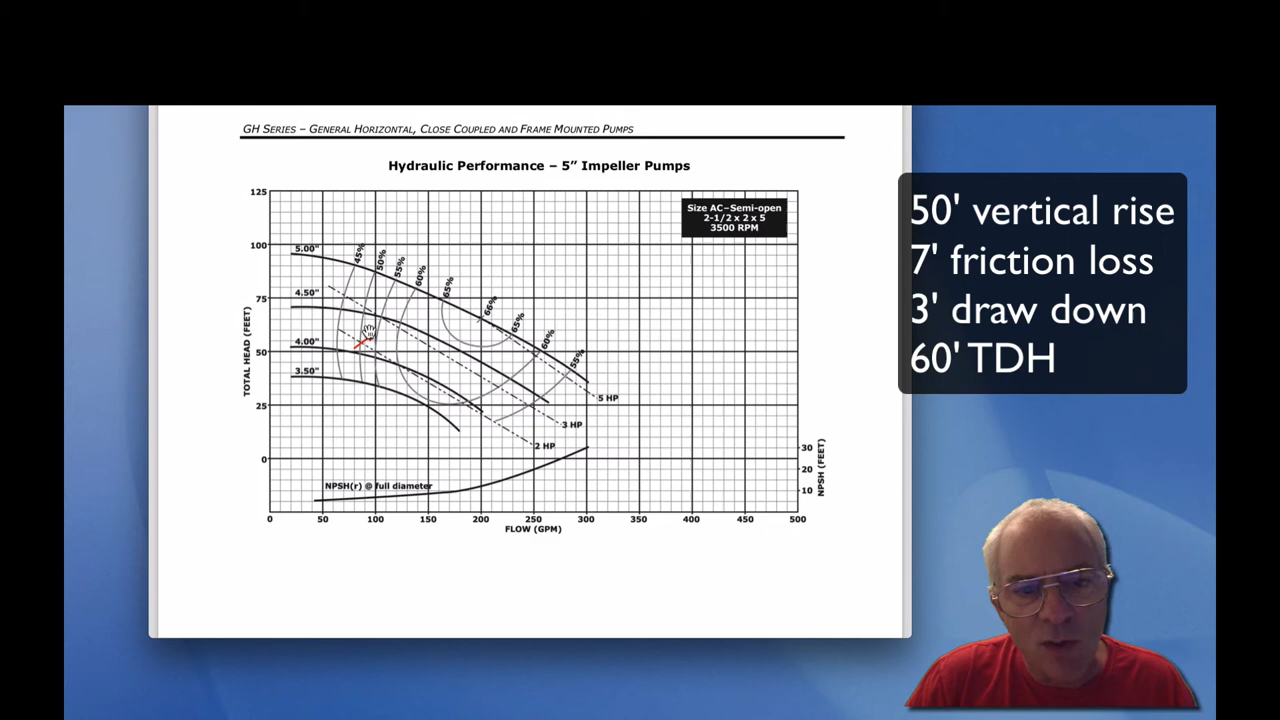 GH SERIES – GENERAL HORIZONTAL, CLOSE COUPLED AND FRAME MOUNTED PUMPS
Hydraulic Performance – 5” Impeller Pumps
Size AC–Semi-open
2-1/2 x 2 x 5
3500 RPM
50' vertical rise
7' friction loss
3' draw down
60' TDH
TOTAL HEAD (FEET)
125
100
75
50
25
0
5.00"
4.50"
4.00"
3.50"
45%
50%
55%
60%
65%
66%
65%
60%
55%
5 HP
3 HP
2 HP
NPSH(r) @ full diameter
30
20
10
NPSH (FEET)
0 50 100 150 200 250 300 350 400 450 500
FLOW (GPM)